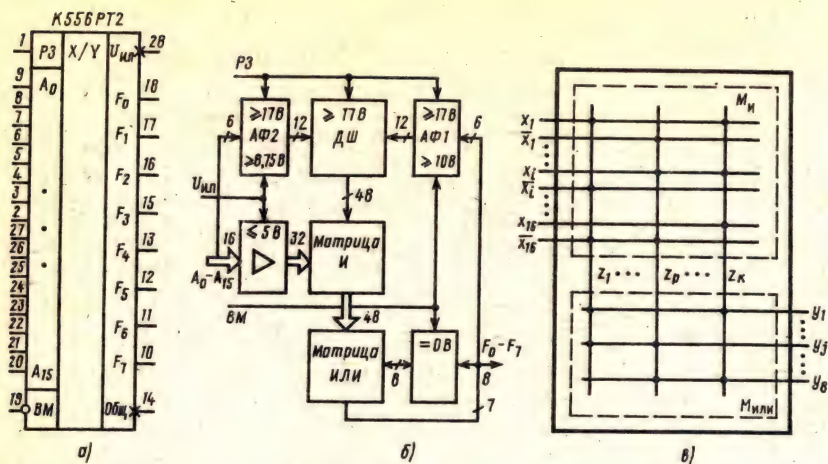 К556РТ2
1 РЗ X/Y Uип 28
9 A0 F0 18
8
7 F1 17
6
5 F2 16
4
3 F3 15
2
27 F4 13
26
25 F5 12
24
23 F6 11
22
21 F7 10
20 A15
19 ВМ Общ 14
а)
РЗ
≥17В АФ2 ≥8,75В
≥17В ДШ
≥17В АФ1 ≥10В
6 12 12 6
Uип
48
≤5В
16 32
A0-A15
Матрица И
ВМ
48
Матрица ИЛИ
=0В
F0-F7
8 8
7
б)
Mи
x1
x̅1
xi
x̅i
x16
x̅16
z1 ••• zp ••• zк
y1
y3
y8
Mили
в)